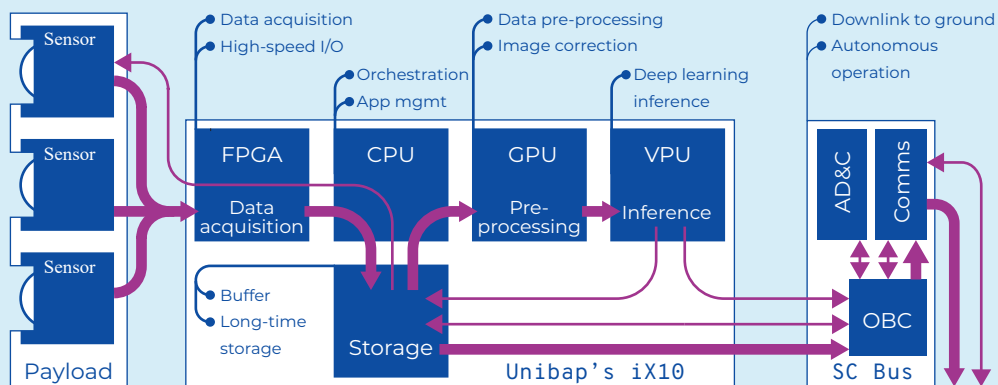 Sensor
Sensor
Sensor
Payload
Data acquisition
High-speed I/O
Orchestration
App mgmt
Data pre-processing
Image correction
Deep learning
inference
Downlink to ground
Autonomous
operation
FPGA
Data
acquisition
CPU
GPU
Pre-
processing
VPU
Inference
Buffer
Long-time
storage
Storage
Unibap's iX10
AD&C
Comms
OBC
SC Bus